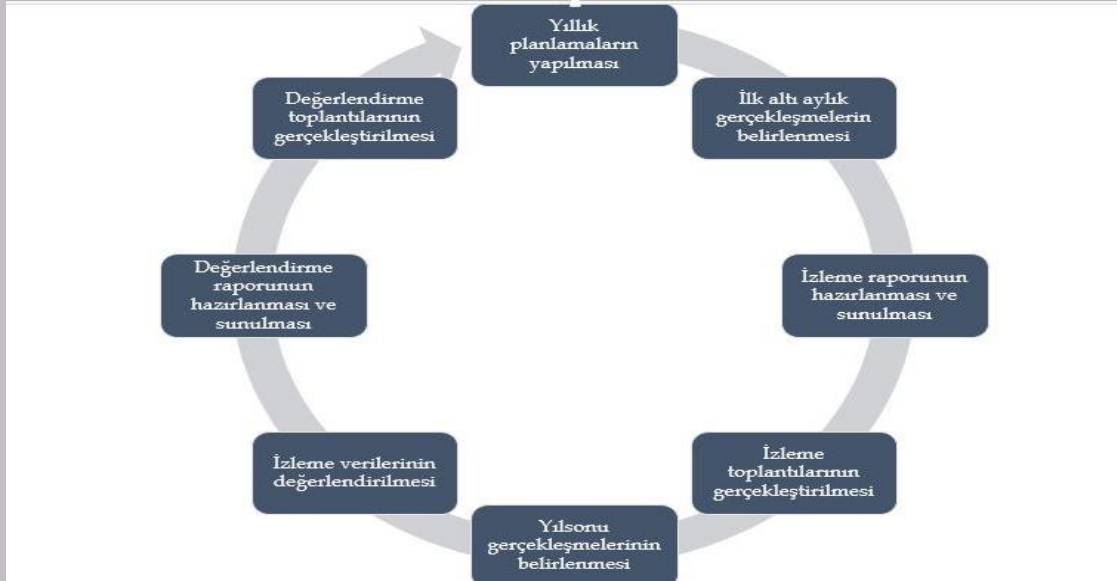 Yıllık
planlamaların
yapılması
İlk altı aylık
gerçekleşmelerin
belirlenmesi
İzleme raporunun
hazırlanması ve
sunulması
İzleme
toplantılarının
gerçekleştirilmesi
Yılsonu
gerçekleşmelerinin
belirlenmesi
İzleme verilerinin
değerlendirilmesi
Değerlendirme
raporunun
hazırlanması ve
sunulması
Değerlendirme
toplantılarının
gerçekleştirilmesi